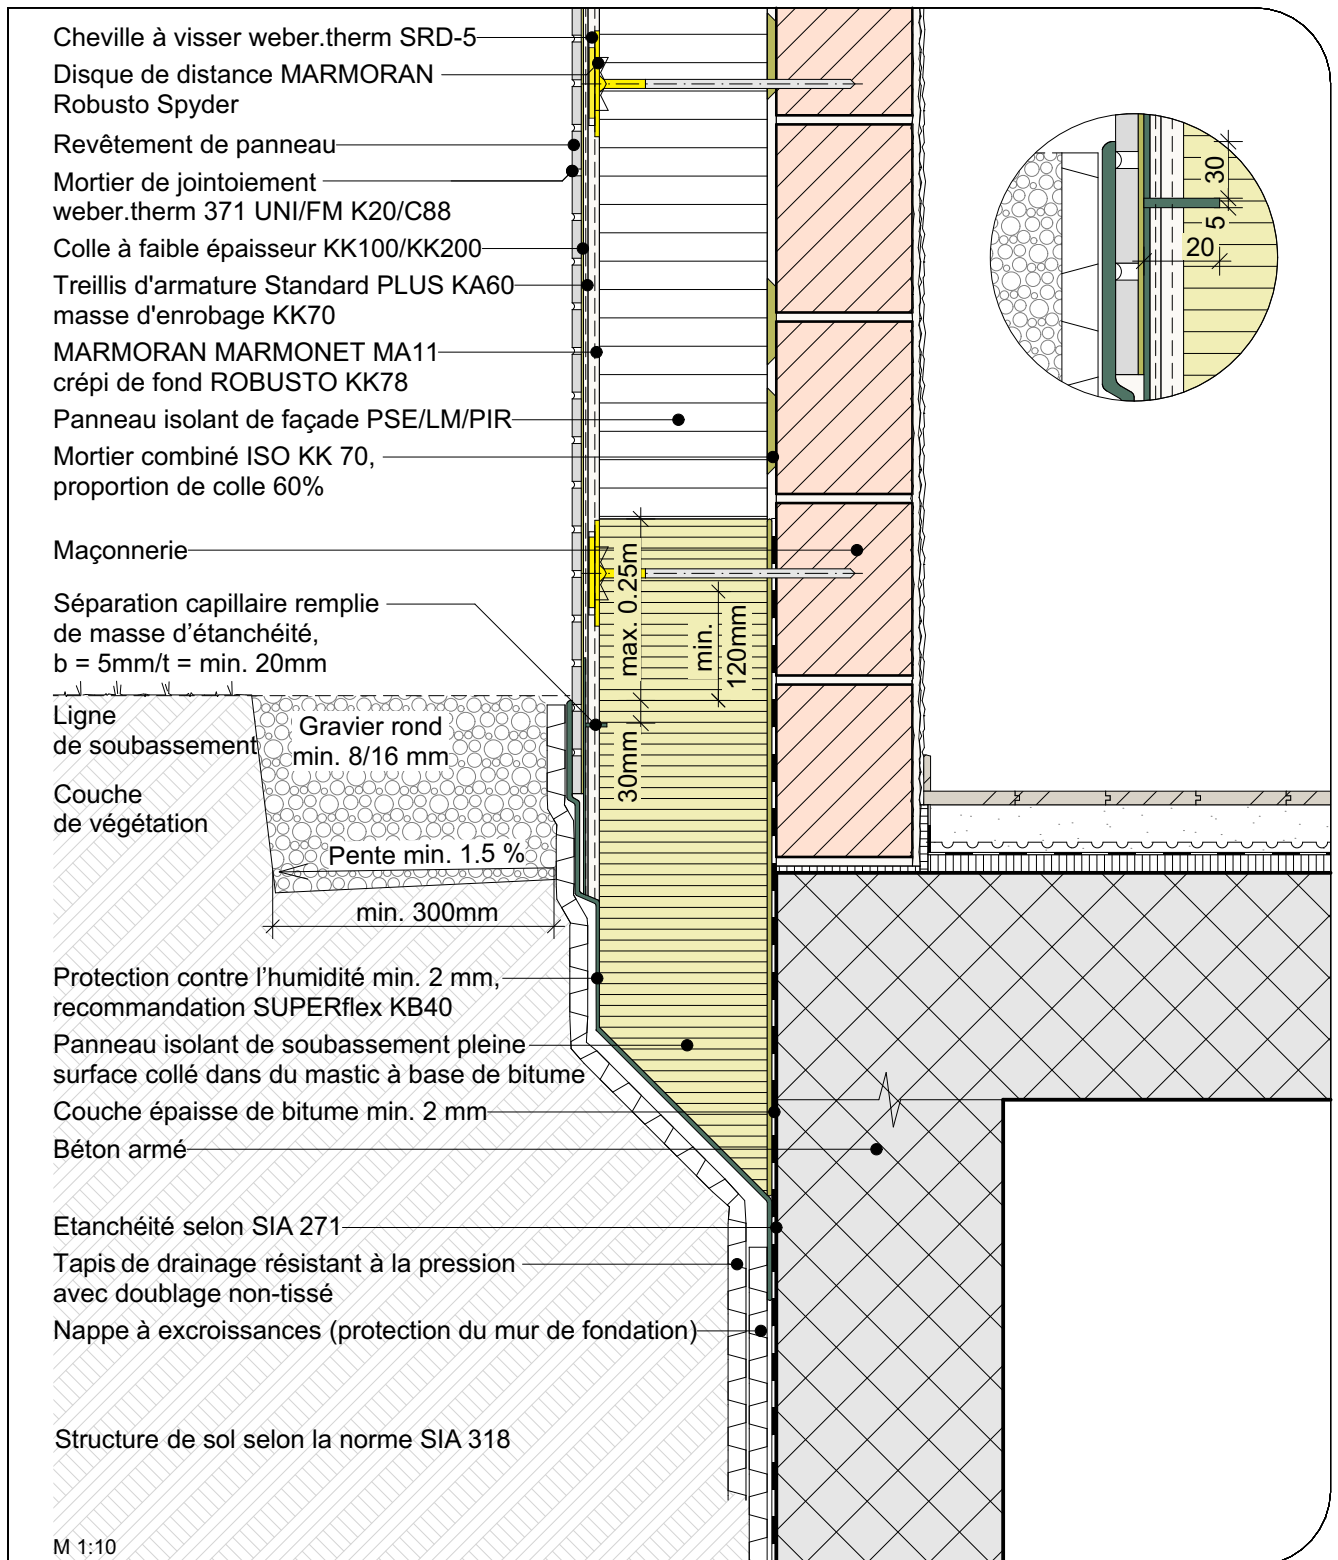 Cheville à visser weber.therm SRD-5
Disque de distance MARMORAN
Robusto Spyder
Revêtement de panneau
Mortier de jointoiement
weber.therm 371 UNI/FM K20/C88
Colle à faible épaisseur KK100/KK200
Treillis d'armature Standard PLUS KA60
masse d'enrobage KK70
MARMORAN MARMONET MA11
crépi de fond ROBUSTO KK78
Panneau isolant de façade PSE/LM/PIR
Mortier combiné ISO KK 70,
proportion de colle 60%
Maçonnerie
Séparation capillaire remplie
de masse d’étanchéité,
b = 5mm/t = min. 20mm
Ligne
de soubassement
Gravier rond
min. 8/16 mm
Couche
de végétation
Pente min. 1.5 %
min. 300mm
max. 0.25m
min.
120mm
30mm
30
5
20
Protection contre l’humidité min. 2 mm,
recommandation SUPERflex KB40
Panneau isolant de soubassement pleine
surface collé dans du mastic à base de bitume
Couche épaisse de bitume min. 2 mm
Béton armé
Etanchéité selon SIA 271
Tapis de drainage résistant à la pression
avec doublage non-tissé
Nappe à excroissances (protection du mur de fondation)
Structure de sol selon la norme SIA 318
M 1:10